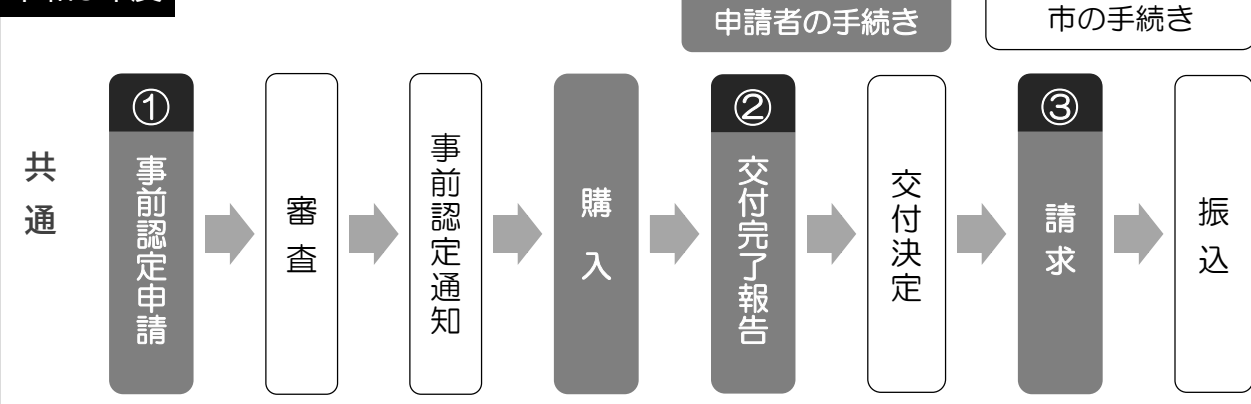 申請者の手続き
市の手続き
共通
①
事前認定申請
審査
事前認定通知
購入
②
交付完了報告
交付決定
③
請求
振込